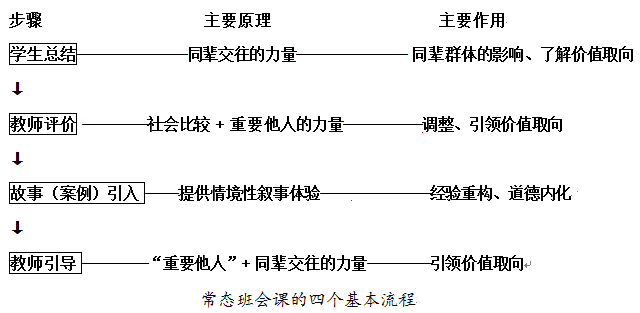 步骤 主要原理 主要作用
学生总结 同辈交往的力量 同辈群体的影响、了解价值取向
教师评价 社会比较 + 重要他人的力量 调整、引领价值取向
故事（案例）引入 提供情境性叙事体验 经验重构、道德内化
教师引导 “重要他人” + 同辈交往的力量 引领价值取向
常态班会课的四个基本流程